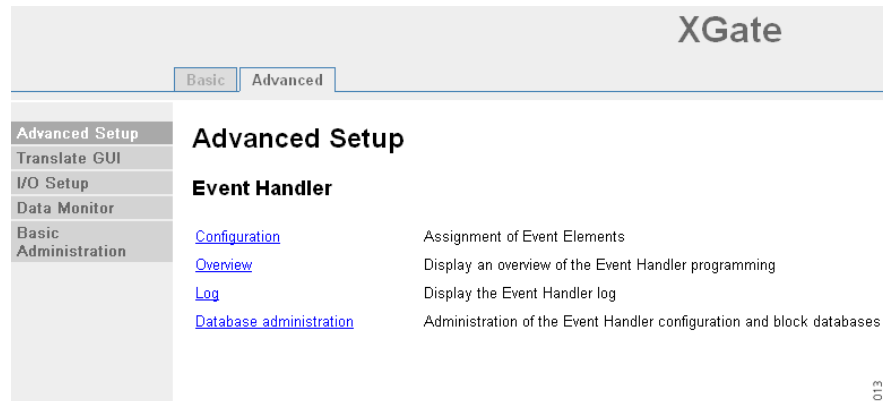 XGate
Basic Advanced
Advanced Setup
Translate GUI
I/O Setup
Data Monitor
Basic
Administration
Advanced Setup
Event Handler
Configuration Assignment of Event Elements
Overview Display an overview of the Event Handler programming
Log Display the Event Handler log
Database administration Administration of the Event Handler configuration and block databases
013